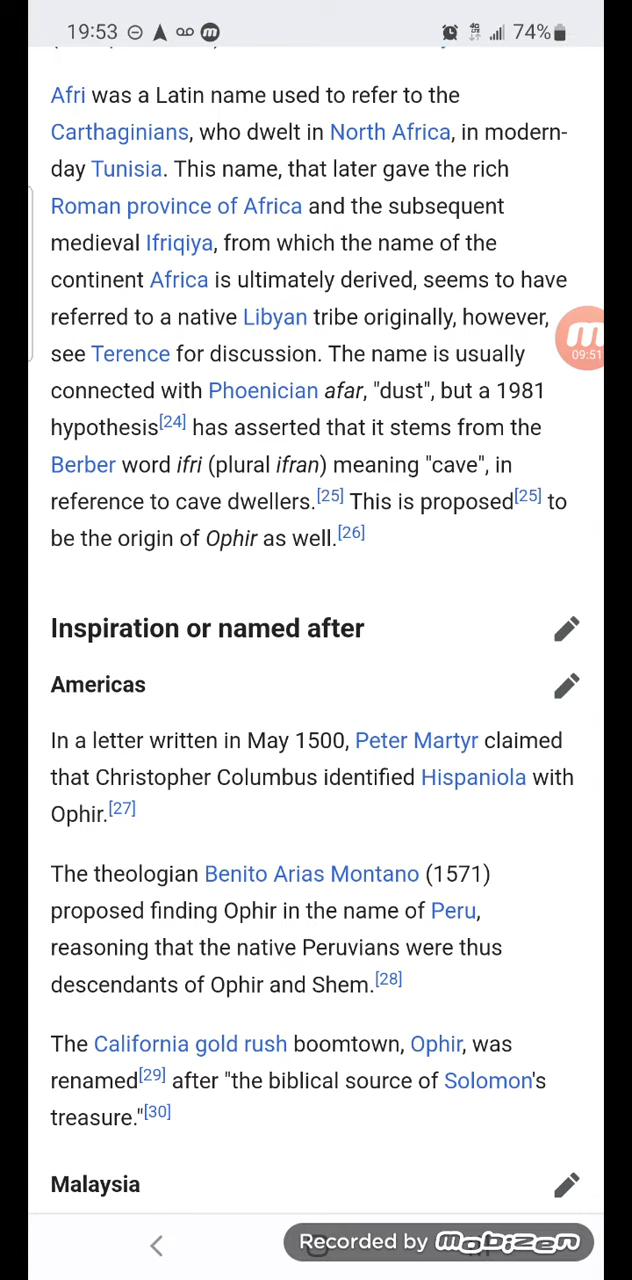 19:53
74%
Afri was a Latin name used to refer to the
Carthaginians, who dwelt in North Africa, in modern-
day Tunisia. This name, that later gave the rich
Roman province of Africa and the subsequent
medieval Ifriqiya, from which the name of the
continent Africa is ultimately derived, seems to have
referred to a native Libyan tribe originally, however,
see Terence for discussion. The name is usually
connected with Phoenician afar, "dust", but a 1981
hypothesis[24] has asserted that it stems from the
Berber word ifri (plural ifran) meaning "cave", in
reference to cave dwellers.[25] This is proposed[25] to
be the origin of Ophir as well.[26]
m
09:51
Inspiration or named after
Americas
In a letter written in May 1500, Peter Martyr claimed
that Christopher Columbus identified Hispaniola with
Ophir.[27]
The theologian Benito Arias Montano (1571)
proposed finding Ophir in the name of Peru,
reasoning that the native Peruvians were thus
descendants of Ophir and Shem.[28]
The California gold rush boomtown, Ophir, was
renamed[29] after "the biblical source of Solomon's
treasure."[30]
Malaysia
Recorded by mobizen